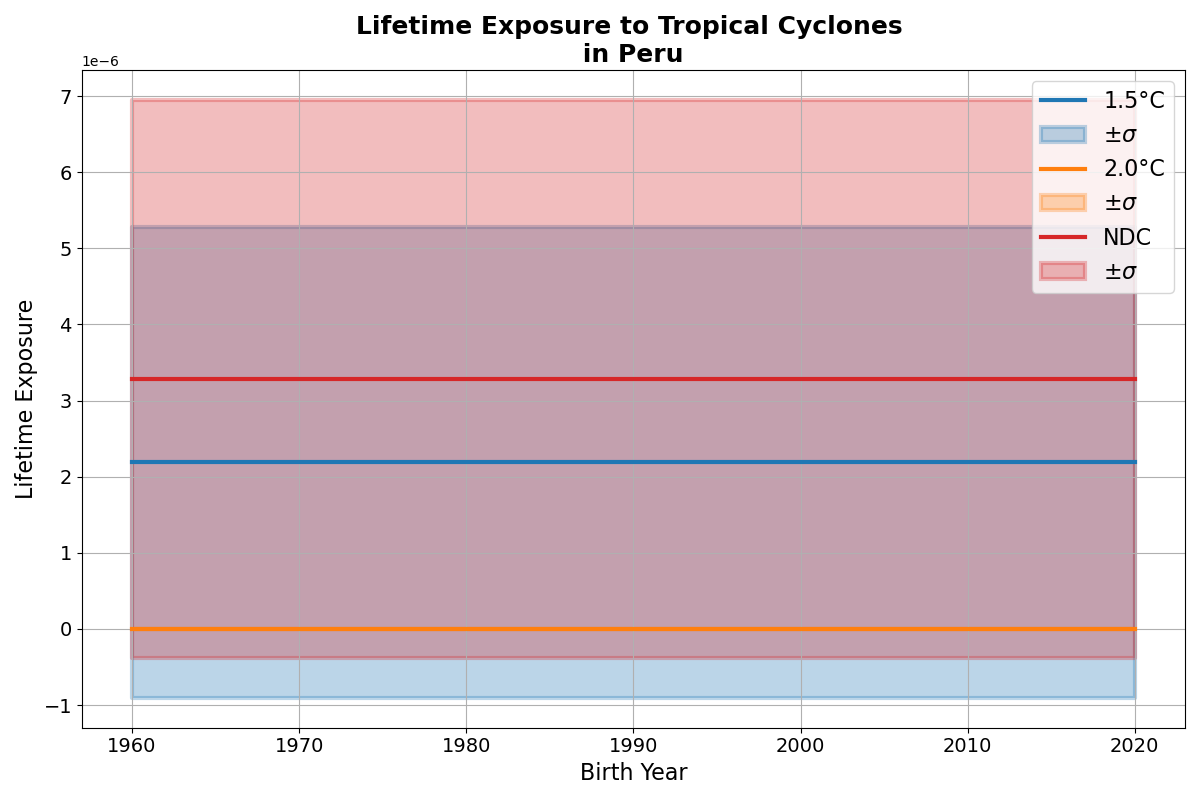 Lifetime Exposure to Tropical Cyclones
in Peru
1e−6
7
6
5
4
3
2
1
0
−1
Lifetime Exposure
1960
1970
1980
1990
2000
2010
2020
Birth Year
1.5°C
±σ
2.0°C
±σ
NDC
±σ